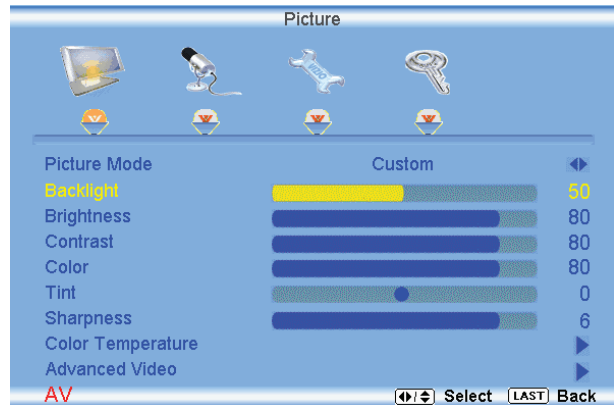 Picture
VIZIO
Picture Mode Custom
Backlight 50
Brightness 80
Contrast 80
Color 80
Tint 0
Sharpness 6
Color Temperature
Advanced Video
AV Select LAST Back